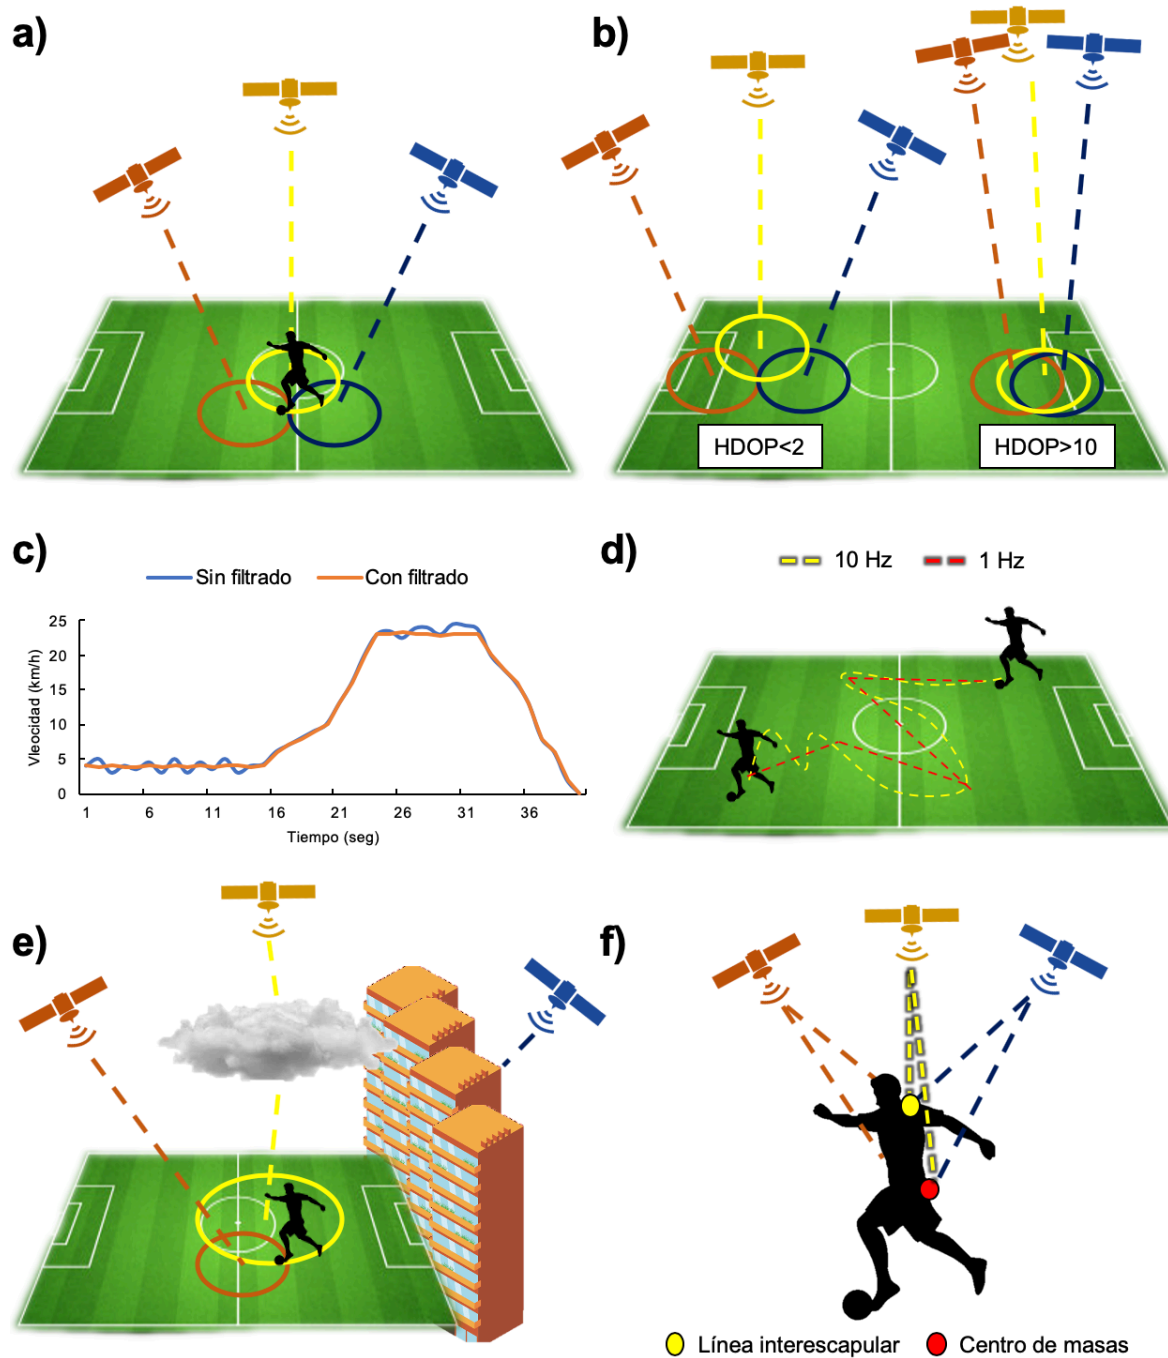 a)
b)
HDOP<2
HDOP>10
c)
Sin filtrado
Con filtrado
Vleocidad (km/h)
25
20
15
10
5
0
1 6 11 16 21 26 31 36
Tiempo (seg)
d)
10 Hz
1 Hz
e)
f)
Línea interescapular
Centro de masas